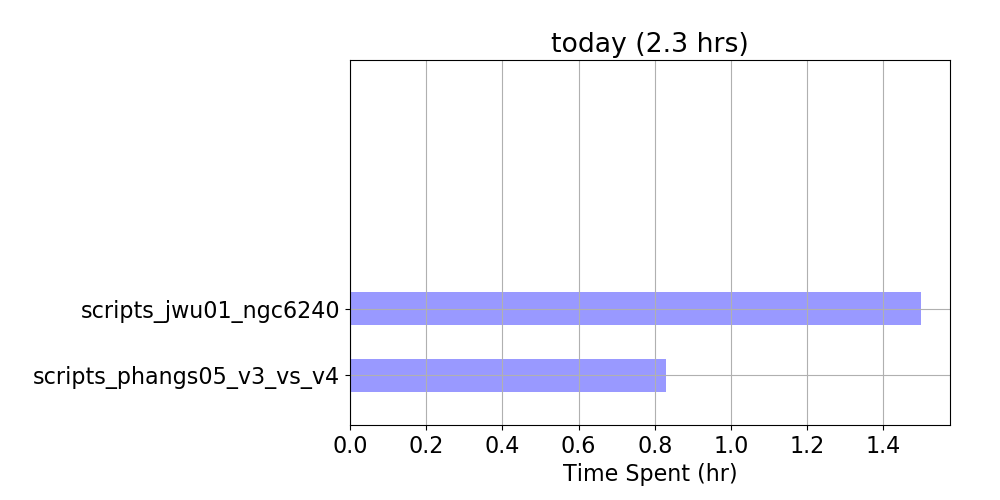 today (2.3 hrs)
scripts_jwu01_ngc6240
scripts_phangs05_v3_vs_v4
0.0 0.2 0.4 0.6 0.8 1.0 1.2 1.4
Time Spent (hr)